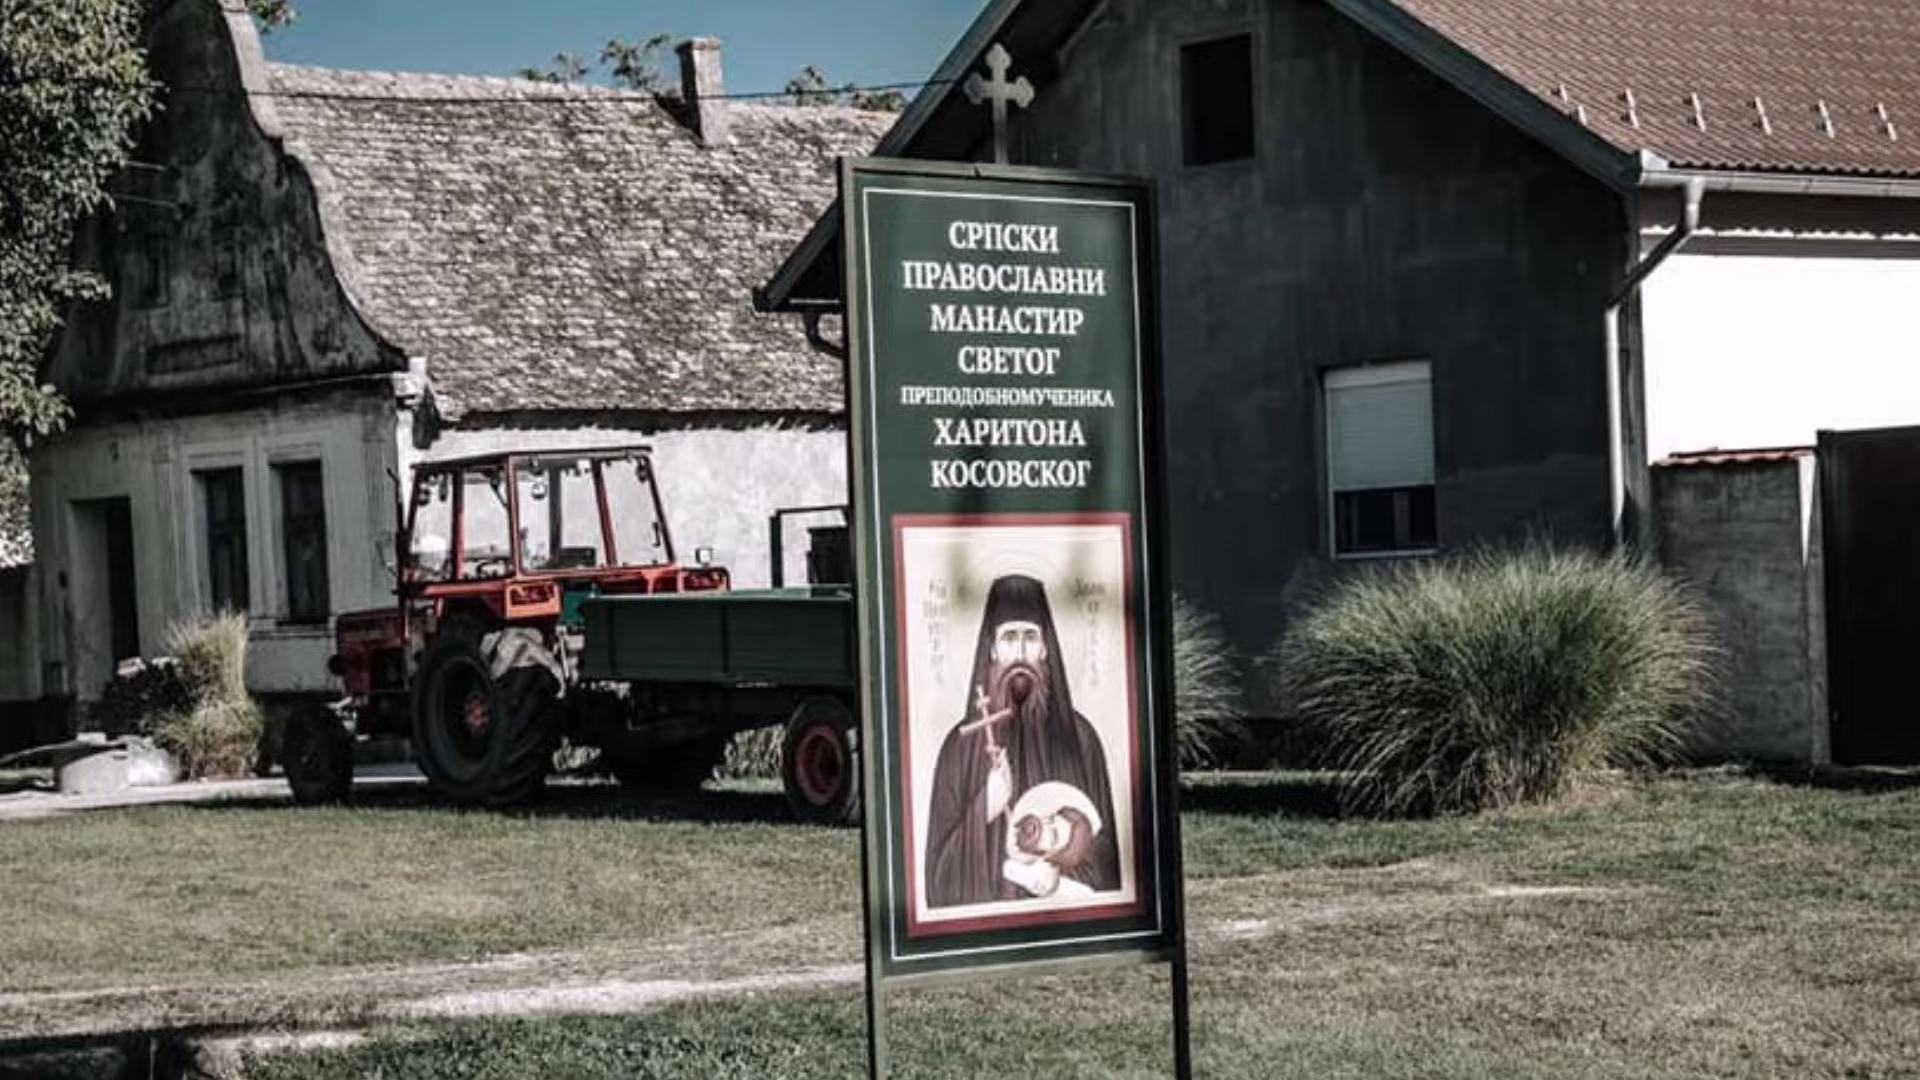 СРПСКИ
ПРАВОСЛАВНИ
МАНАСТИР
СВЕТОГ
ПРЕПОДОБНОМУЧЕНИКА
ХАРИТОНА
КОСОВСКОГ